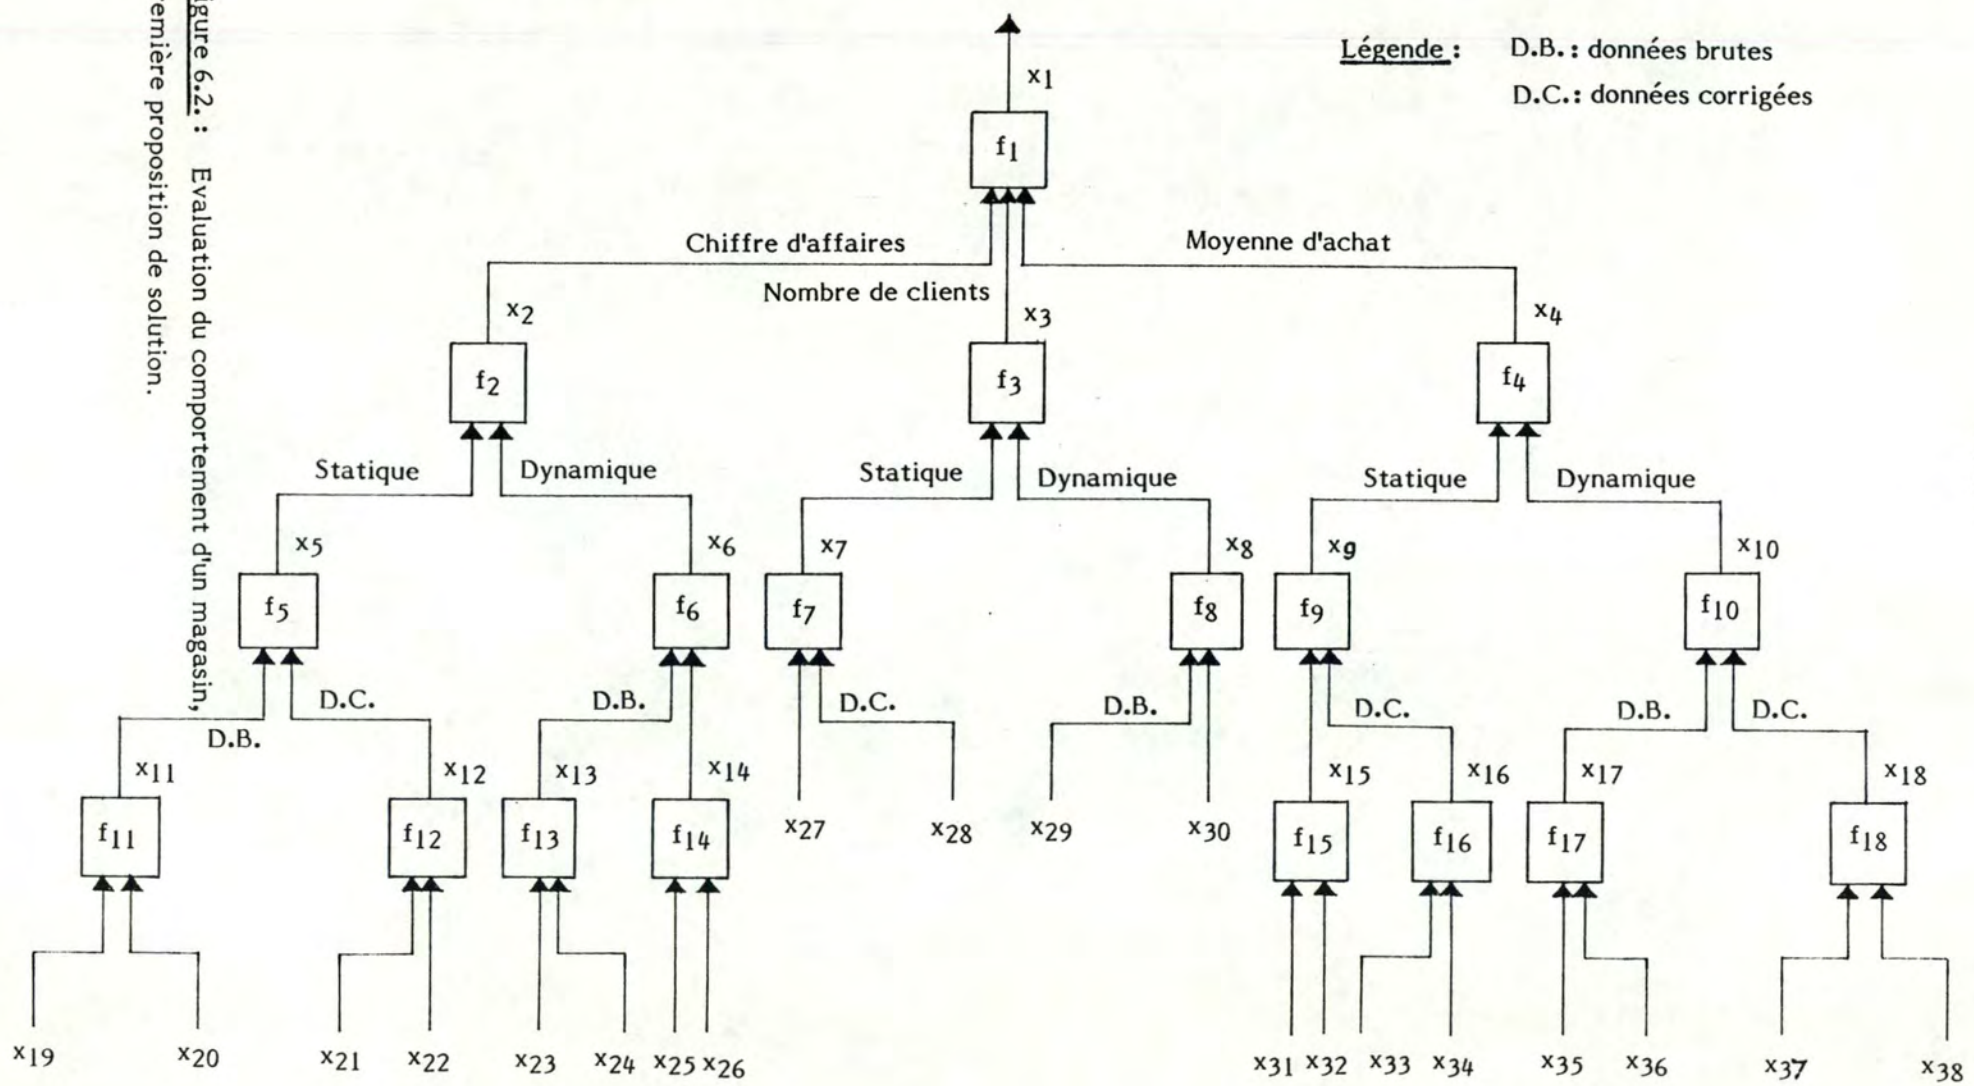 Légende : D.B. : données brutes
D.C. : données corrigées
x1
f1
Chiffre d'affaires
Moyenne d'achat
Nombre de clients
x2
x3
x4
f2
f3
f4
Statique
Dynamique
Statique
Dynamique
Statique
Dynamique
x5
x6
x7
x8
x9
x10
f5
f6
f7
f8
f9
f10
D.B.
D.C.
D.B.
D.C.
D.B.
D.C.
D.B.
D.C.
x11
x12
x13
x14
x15
x16
x17
x18
f11
f12
f13
f14
x27
x28
x29
x30
f15
f16
f17
f18
x19
x20
x21
x22
x23
x24
x25
x26
x31
x32
x33
x34
x35
x36
x37
x38
igure 6.2. : Evaluation du comportement d'un magasin,
emière proposition de solution.